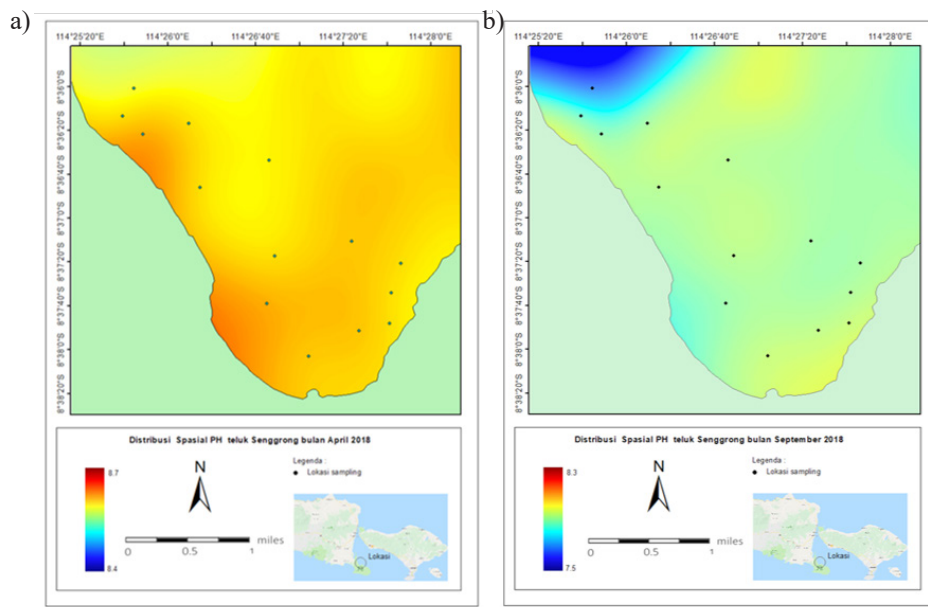 a)
114°25'20"E 114°26'0"E 114°26'40"E 114°27'20"E 114°28'0"E
8°36'0"S
8°36'20"S
8°36'40"S
8°37'0"S
8°37'20"S
8°37'40"S
8°38'0"S
8°38'20"S
Distribusi Spasial PH teluk Senggrong bulan April 2018
8.7
8.4
N
0 0.5 1 miles
Legenda :
Lokasi sampling
Lokasi
b)
114°25'20"E 114°26'0"E 114°26'40"E 114°27'20"E 114°28'0"E
8°36'0"S
8°36'20"S
8°36'40"S
8°37'0"S
8°37'20"S
8°37'40"S
8°38'0"S
8°38'20"S
Distribusi Spasial PH teluk Senggrong bulan September 2018
8.3
7.5
N
0 0.5 1 miles
Legenda :
Lokasi sampling
Lokasi